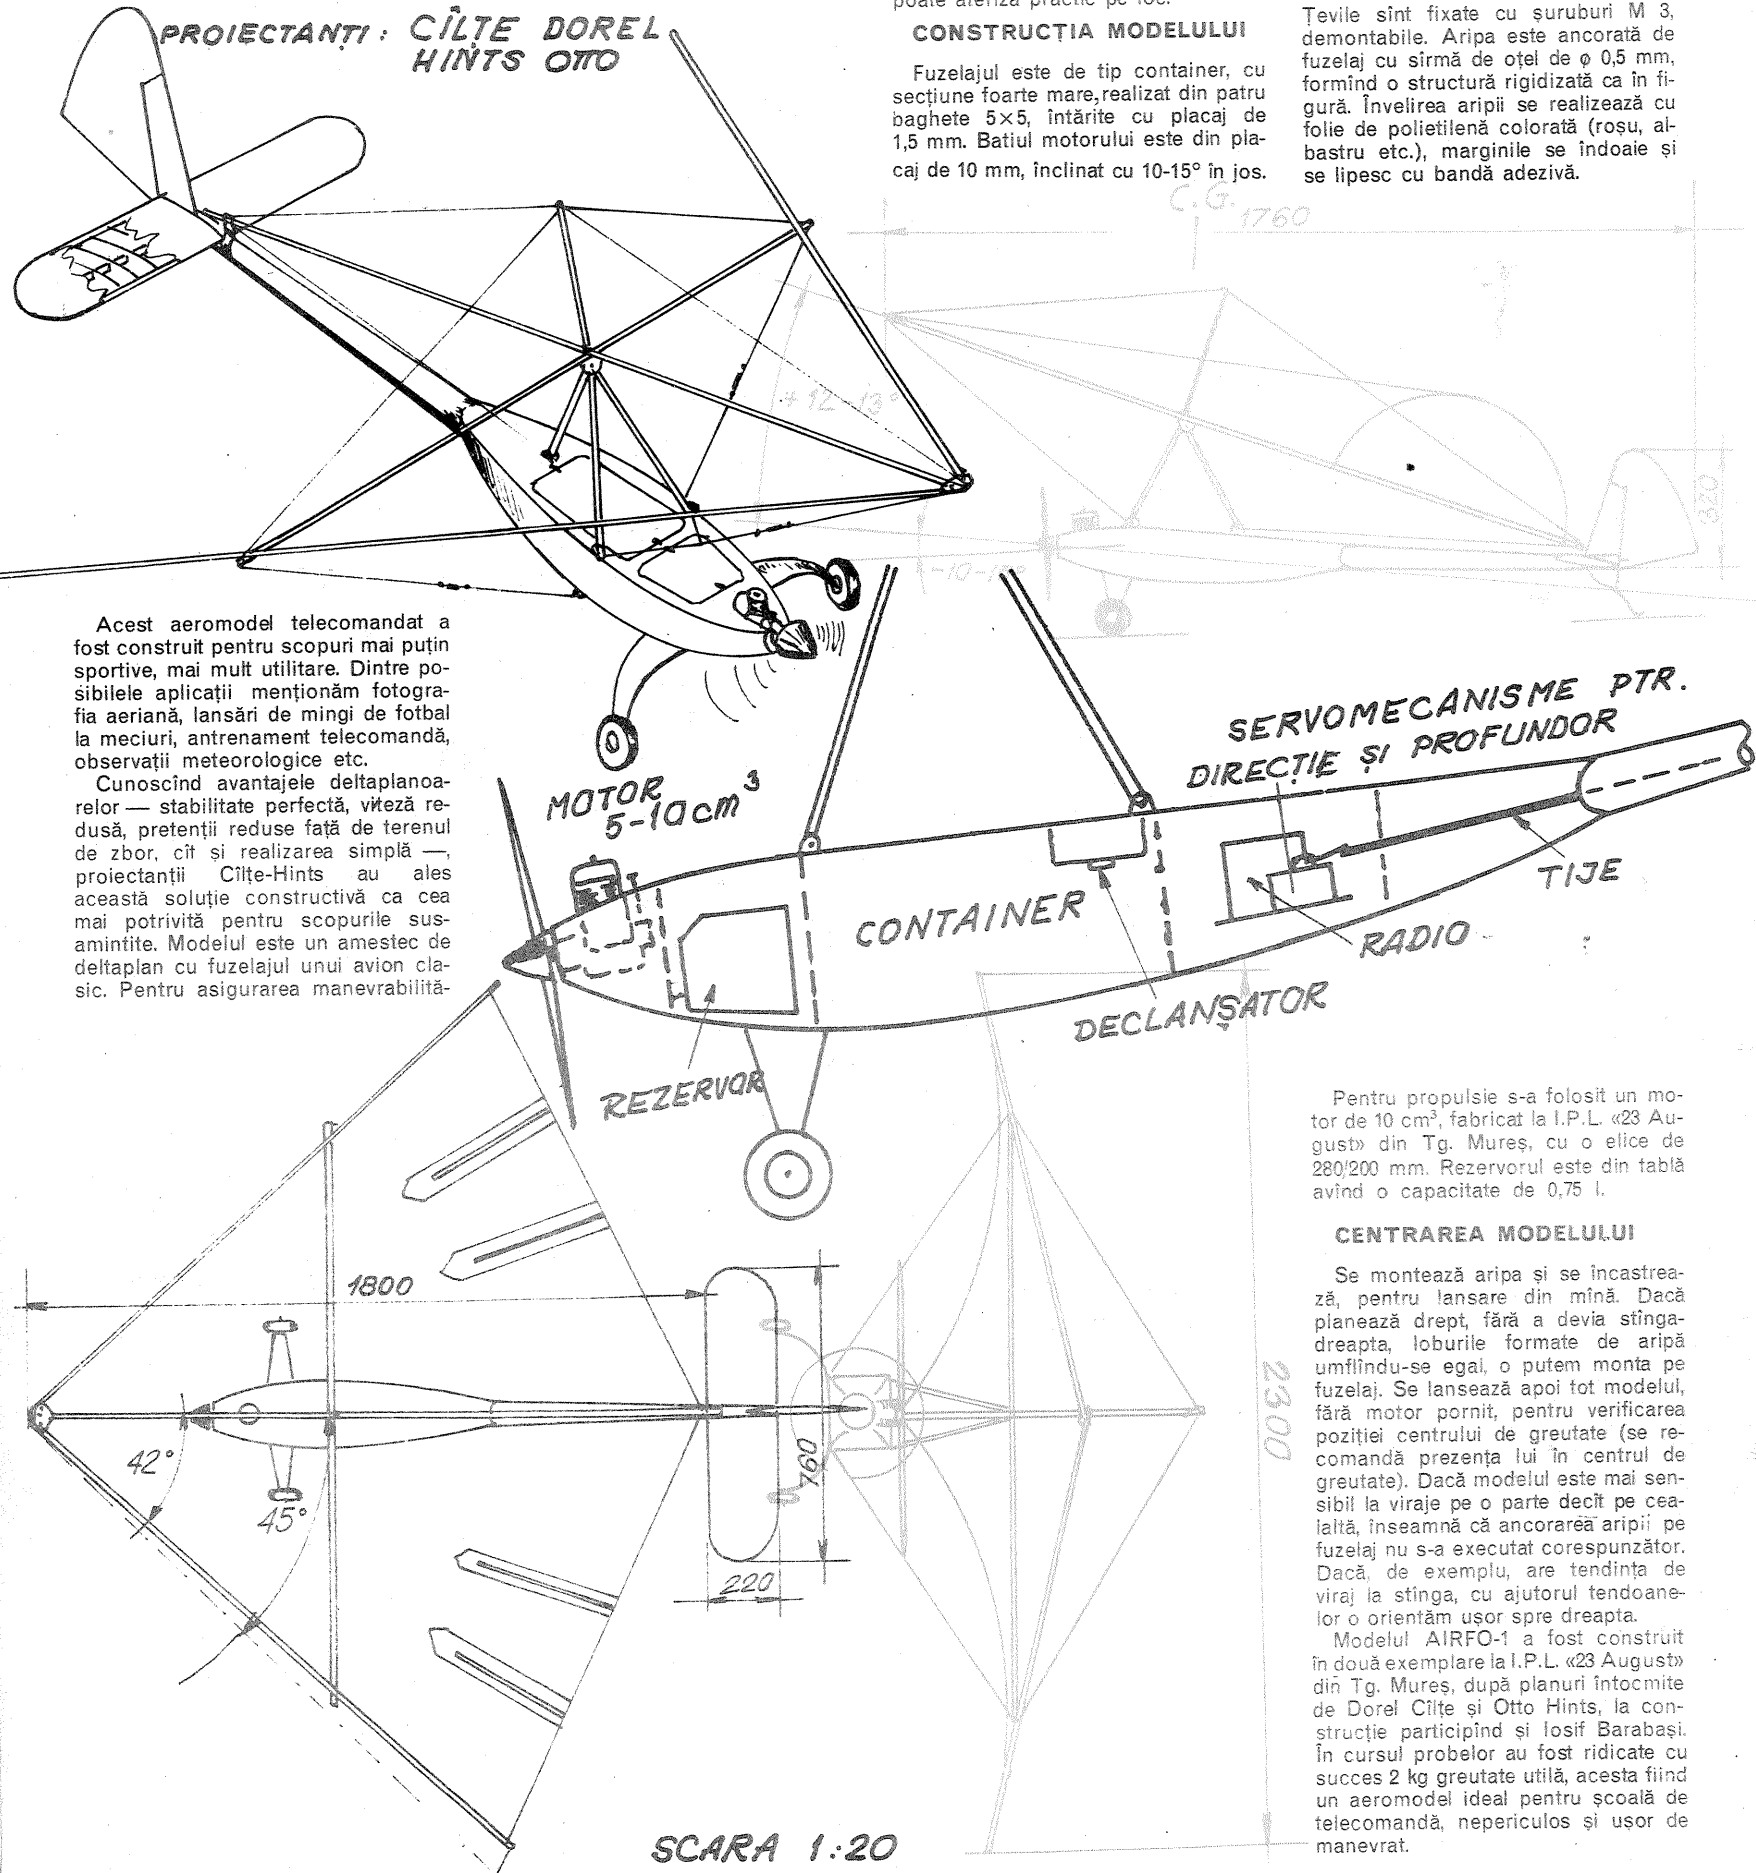 PROIECTANȚI: CÎLȚE DOREL
HINTS OTTO
Acest aeromodel telecomandat a
fost construit pentru scopuri mai puțin
sportive, mai mult utilitare. Dintre po-
sibilele aplicații menționăm fotogra-
fia aeriană, lansări de mingi de fotbal
la meciuri, antrenament telecomandă,
observații meteorologice etc.
Cunoscînd avantajele deltaplanoa-
relor — stabilitate perfectă, viteză re-
dusă, pretenții reduse față de terenul
de zbor, cît și realizarea simplă —,
proiectanții Cîlțe-Hints au ales
această soluție constructivă ca cea
mai potrivită pentru scopurile sus-
amintite. Modelul este un amestec de
deltaplan cu fuzelajul unui avion cla-
sic. Pentru asigurarea manevrabilită-
poate ateriza practic pe loc.
CONSTRUCȚIA MODELULUI
Fuzelajul este de tip container, cu
secțiune foarte mare, realizat din patru
baghete 5×5, întărite cu placaj de
1,5 mm. Batiul motorului este din pla-
caj de 10 mm, înclinat cu 10-15° în jos.
Țevile sînt fixate cu șuruburi M 3,
demontabile. Aripa este ancorată de
fuzelaj cu sîrmă de oțel de φ 0,5 mm,
formînd o structură rigidizată ca în fi-
gură. Învelirea aripii se realizează cu
folie de polietilenă colorată (roșu, al-
bastru etc.), marginile se îndoaie și
se lipesc cu bandă adezivă.
C.G.
1760
+12-13°
320
-10-15°
MOTOR
5-10cm³
SERVOMECANISME PTR.
DIRECȚIE ȘI PROFUNDOR
TIJE
CONTAINER
RADIO
DECLANȘATOR
REZERVOR
1800
42°
45°
760
220
2300
SCARA 1:20
Pentru propulsie s-a folosit un mo-
tor de 10 cm³, fabricat la I.P.L. «23 Au-
gust» din Tg. Mureș, cu o elice de
280/200 mm. Rezervorul este din tablă
avînd o capacitate de 0,75 l.
CENTRAREA MODELULUI
Se montează aripa și se încastrea-
ză, pentru lansare din mînă. Dacă
planează drept, fără a devia stînga-
dreapta, loburile formate de aripă
umflîndu-se egal, o putem monta pe
fuzelaj. Se lansează apoi tot modelul,
fără motor pornit, pentru verificarea
poziției centrului de greutate (se re-
comandă prezența lui în centrul de
greutate). Dacă modelul este mai sen-
sibil la viraje pe o parte decît pe cea-
laltă, înseamnă că ancorarea aripii pe
fuzelaj nu s-a executat corespunzător.
Dacă, de exemplu, are tendința de
viraj la stînga, cu ajutorul tendoane-
lor o orientăm ușor spre dreapta.
Modelul AIRFO-1 a fost construit
în două exemplare la I.P.L. «23 August»
din Tg. Mureș, după planuri întocmite
de Dorel Cîlțe și Otto Hints, la con-
strucție participînd și Iosif Barabași.
În cursul probelor au fost ridicate cu
succes 2 kg greutate utilă, acesta fiind
un aeromodel ideal pentru școală de
telecomandă, nepericulos și ușor de
manevrat.